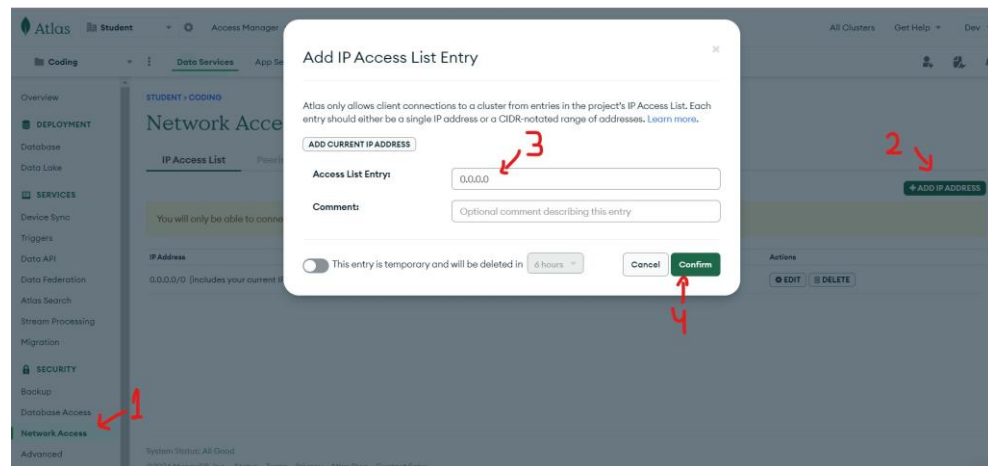 Atlas Student Access Manager All Clusters Get Help Dev
Coding Data Services App Se
Overview
DEPLOYMENT
Database
Data Lake
SERVICES
Device Sync
Triggers
Data API
Data Federation
Atlas Search
Stream Processing
Migration
SECURITY
Backup
Database Access
Network Access
Advanced
STUDENT > CODING
Network Acce
IP Access List Peerin
+ ADD IP ADDRESS
You will only be able to conne
IP Address Actions
0.0.0.0/0 (includes your current I EDIT DELETE
System Status: All Good
Add IP Access List Entry
×
Atlas only allows client connections to a cluster from entries in the project's IP Access List. Each
entry should either be a single IP address or a CIDR-notated range of addresses. Learn more.
ADD CURRENT IP ADDRESS
Access List Entry: 0.0.0.0
Comment: Optional comment describing this entry
This entry is temporary and will be deleted in 6 hours Cancel Confirm
1
2
3
4